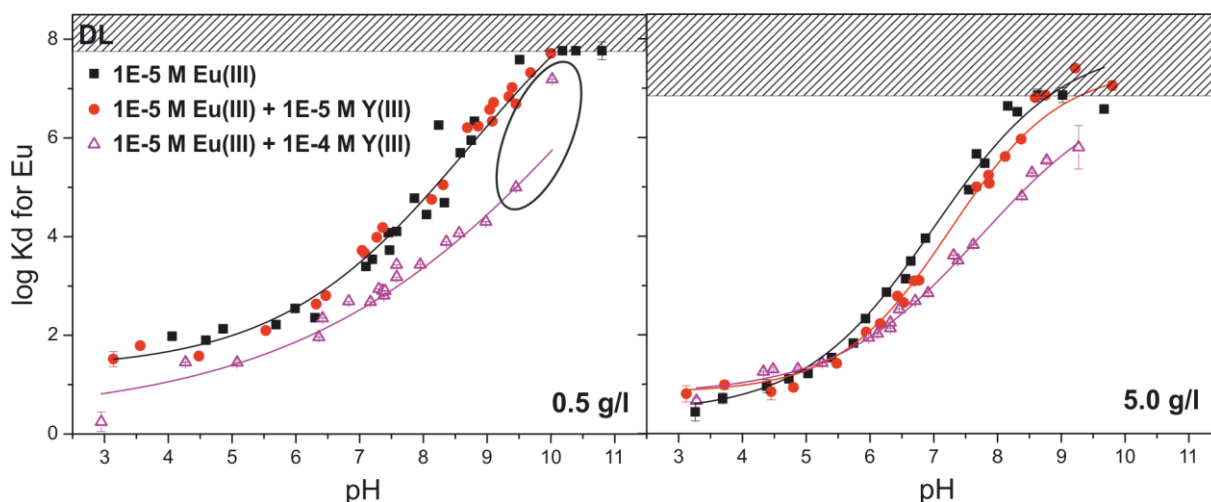 DL
1E-5 M Eu(III)
1E-5 M Eu(III) + 1E-5 M Y(III)
1E-5 M Eu(III) + 1E-4 M Y(III)
log Kd for Eu
8
6
4
2
0
0.5 g/l
5.0 g/l
3 4 5 6 7 8 9 10 11
3 4 5 6 7 8 9 10 11
pH
pH